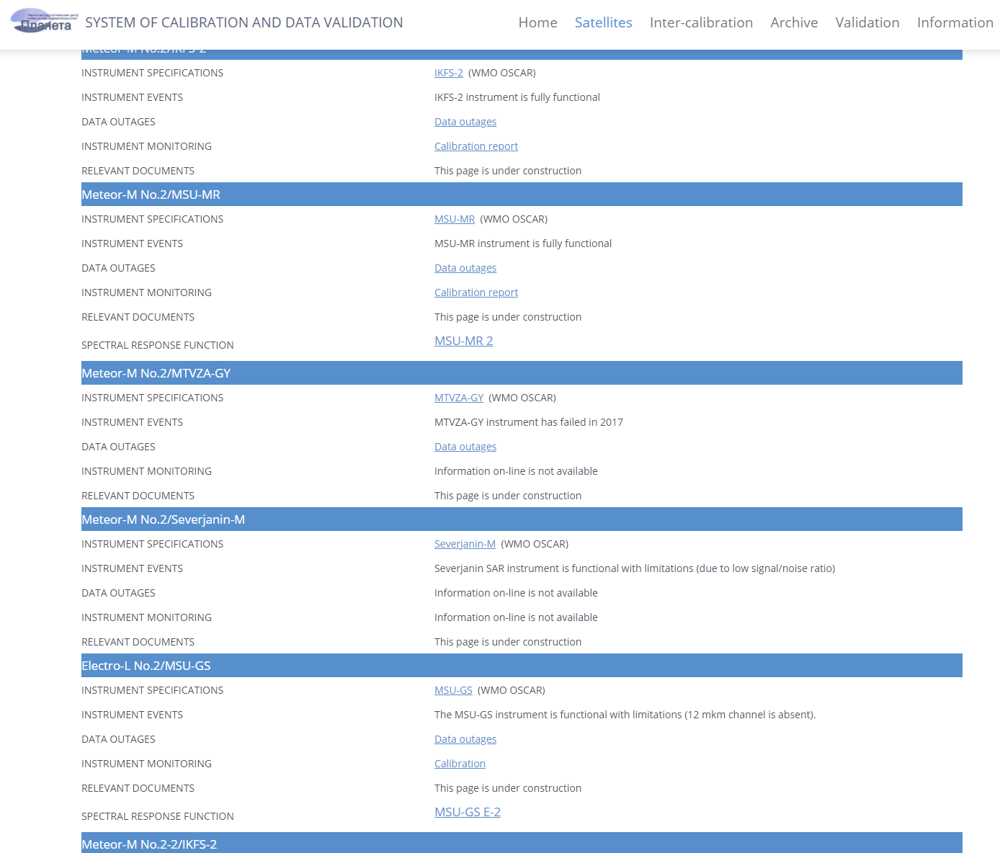 Планета
SYSTEM OF CALIBRATION AND DATA VALIDATION
Home Satellites Inter-calibration Archive Validation Information
Meteor-M No.2/IKFS-2
INSTRUMENT SPECIFICATIONS IKFS-2 (WMO OSCAR)
INSTRUMENT EVENTS IKFS-2 instrument is fully functional
DATA OUTAGES Data outages
INSTRUMENT MONITORING Calibration report
RELEVANT DOCUMENTS This page is under construction
Meteor-M No.2/MSU-MR
INSTRUMENT SPECIFICATIONS MSU-MR (WMO OSCAR)
INSTRUMENT EVENTS MSU-MR instrument is fully functional
DATA OUTAGES Data outages
INSTRUMENT MONITORING Calibration report
RELEVANT DOCUMENTS This page is under construction
SPECTRAL RESPONSE FUNCTION MSU-MR 2
Meteor-M No.2/MTVZA-GY
INSTRUMENT SPECIFICATIONS MTVZA-GY (WMO OSCAR)
INSTRUMENT EVENTS MTVZA-GY instrument has failed in 2017
DATA OUTAGES Data outages
INSTRUMENT MONITORING Information on-line is not available
RELEVANT DOCUMENTS This page is under construction
Meteor-M No.2/Severjanin-M
INSTRUMENT SPECIFICATIONS Severjanin-M (WMO OSCAR)
INSTRUMENT EVENTS Severjanin SAR instrument is functional with limitations (due to low signal/noise ratio)
DATA OUTAGES Information on-line is not available
INSTRUMENT MONITORING Information on-line is not available
RELEVANT DOCUMENTS This page is under construction
Electro-L No.2/MSU-GS
INSTRUMENT SPECIFICATIONS MSU-GS (WMO OSCAR)
INSTRUMENT EVENTS The MSU-GS instrument is functional with limitations (12 mkm channel is absent).
DATA OUTAGES Data outages
INSTRUMENT MONITORING Calibration
RELEVANT DOCUMENTS This page is under construction
SPECTRAL RESPONSE FUNCTION MSU-GS E-2
Meteor-M No.2-2/IKFS-2